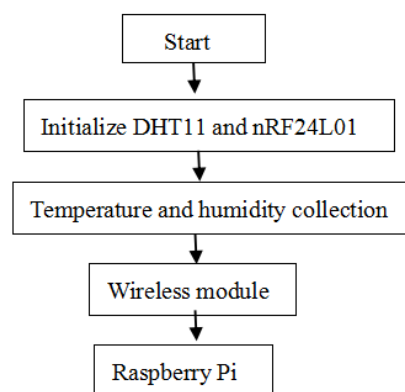 Start
Initialize DHT11 and nRF24L01
Temperature and humidity collection
Wireless module
Raspberry Pi